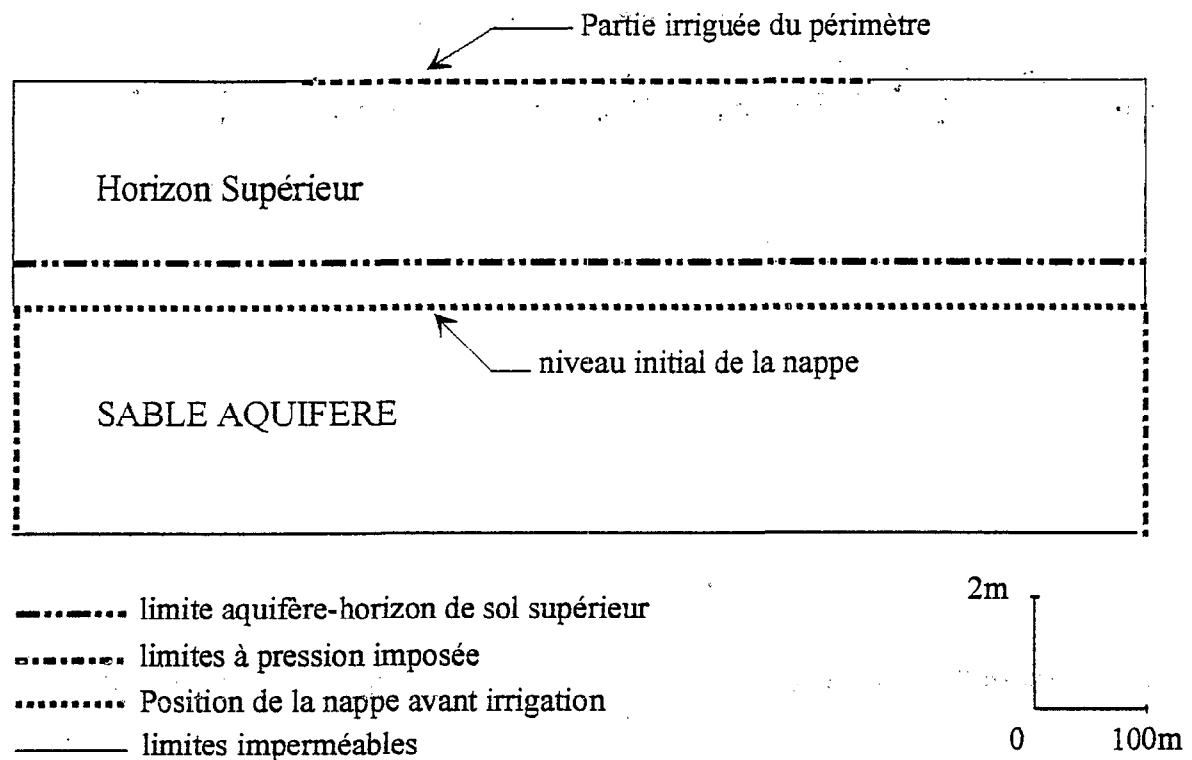 Partie irriguée du périmètre
Horizon Supérieur
niveau initial de la nappe
SABLE AQUIFERE
limite aquifère-horizon de sol supérieur
limites à pression imposée
Position de la nappe avant irrigation
limites imperméables
2m
0 100m